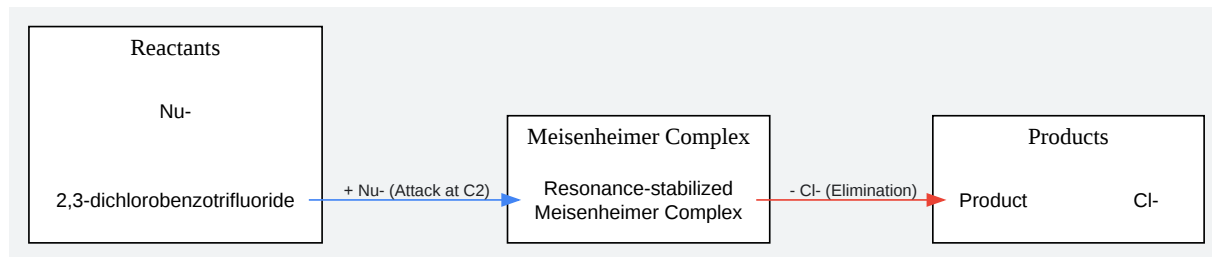 Reactants
Nu-
2,3-dichlorobenzotrifluoride
+ Nu- (Attack at C2)
Meisenheimer Complex
Resonance-stabilized
Meisenheimer Complex
- Cl- (Elimination)
Products
Product
Cl-